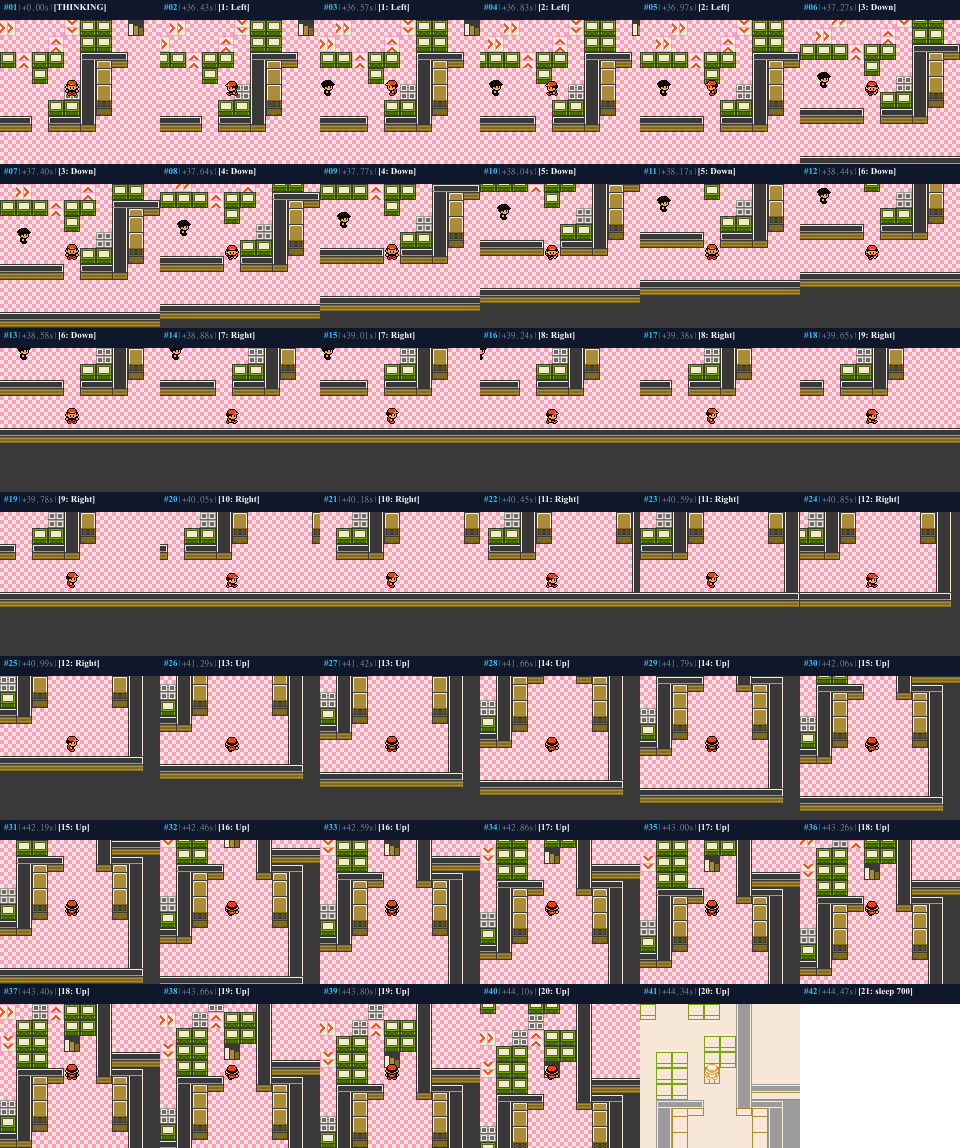 #01|+0.00s|[THINKING] #02|+36.43s|[1: Left] #03|+36.57s|[1: Left] #04|+36.83s|[2: Left] #05|+36.97s|[2: Left] #06|+37.27s|[3: Down]
#07|+37.40s|[3: Down] #08|+37.64s|[4: Down] #09|+37.77s|[4: Down] #10|+38.04s|[5: Down] #11|+38.17s|[5: Down] #12|+38.44s|[6: Down]
#13|+38.58s|[6: Down] #14|+38.88s|[7: Right] #15|+39.01s|[7: Right] #16|+39.24s|[8: Right] #17|+39.38s|[8: Right] #18|+39.65s|[9: Right]
#19|+39.78s|[9: Right] #20|+40.05s|[10: Right] #21|+40.18s|[10: Right] #22|+40.45s|[11: Right] #23|+40.59s|[11: Right] #24|+40.85s|[12: Right]
#25|+40.99s|[12: Right] #26|+41.29s|[13: Up] #27|+41.42s|[13: Up] #28|+41.66s|[14: Up] #29|+41.79s|[14: Up] #30|+42.06s|[15: Up]
#31|+42.19s|[15: Up] #32|+42.46s|[16: Up] #33|+42.59s|[16: Up] #34|+42.86s|[17: Up] #35|+43.00s|[17: Up] #36|+43.26s|[18: Up]
#37|+43.40s|[18: Up] #38|+43.66s|[19: Up] #39|+43.80s|[19: Up] #40|+44.10s|[20: Up] #41|+44.34s|[20: Up] #42|+44.47s|[21: sleep 700]